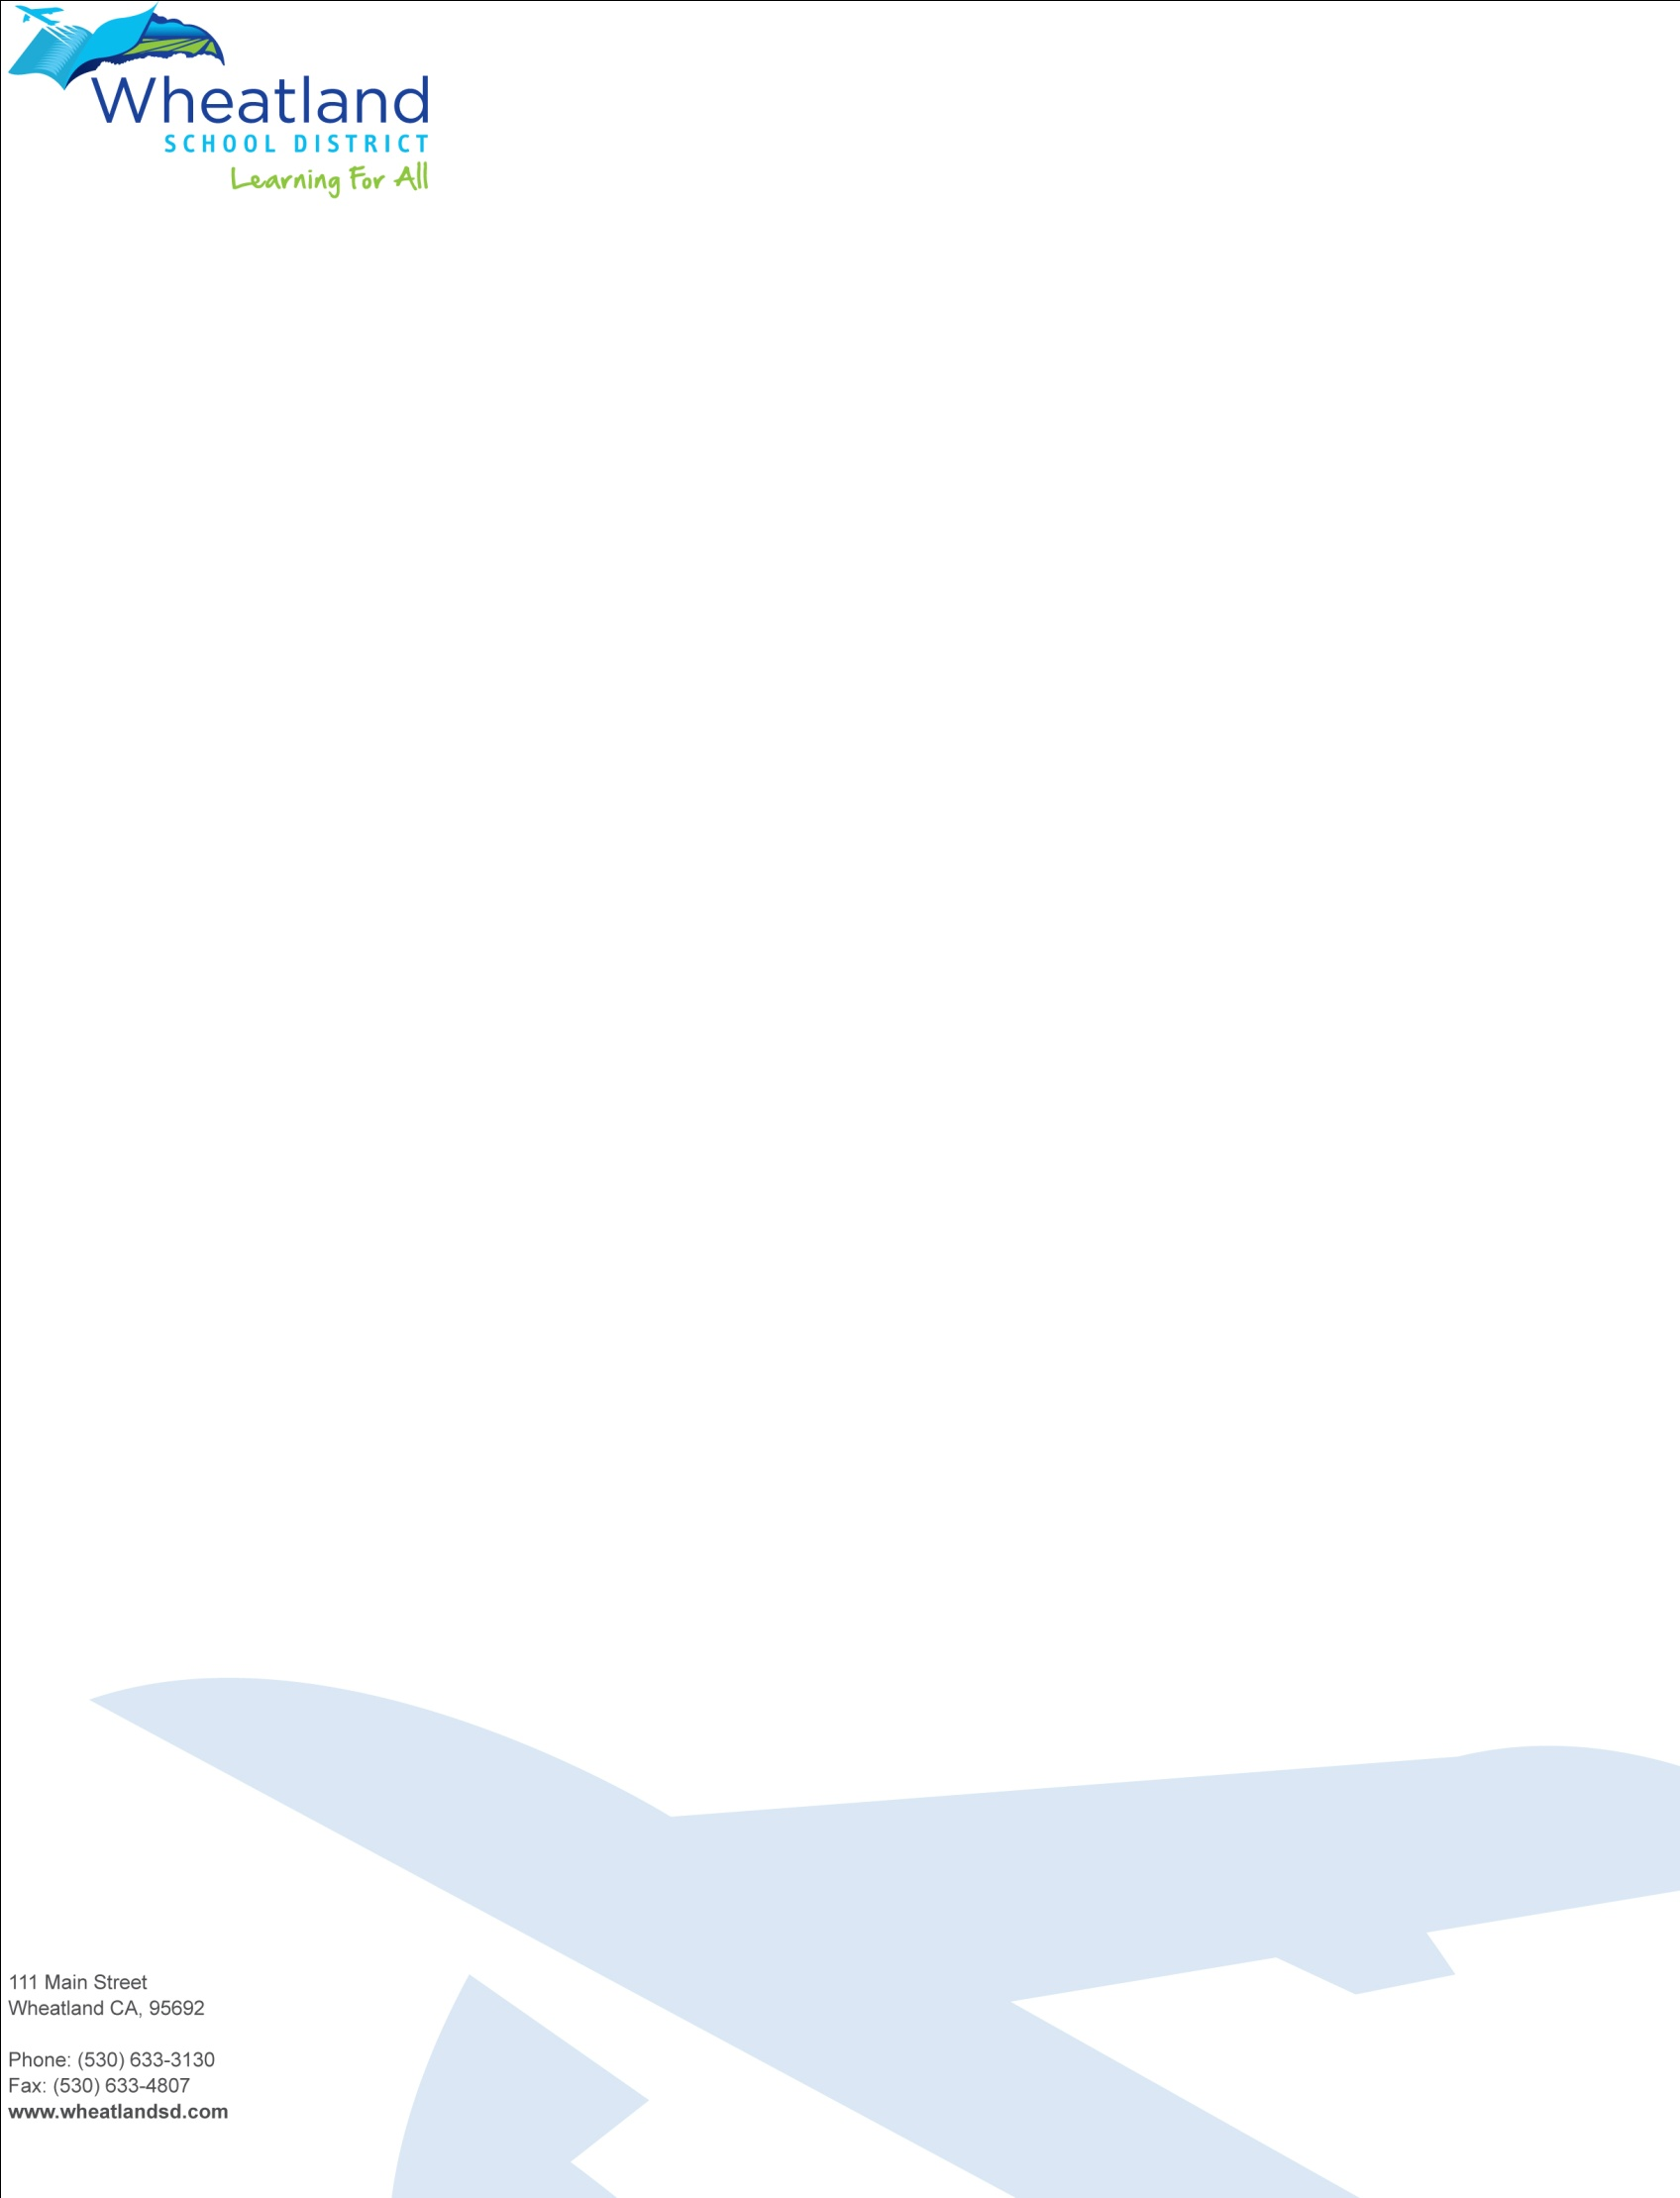 Wheatland
SCHOOL DISTRICT
Learning For All
111 Main Street
Wheatland CA, 95692
Phone: (530) 633-3130
Fax: (530) 633-4807
www.wheatlandsd.com